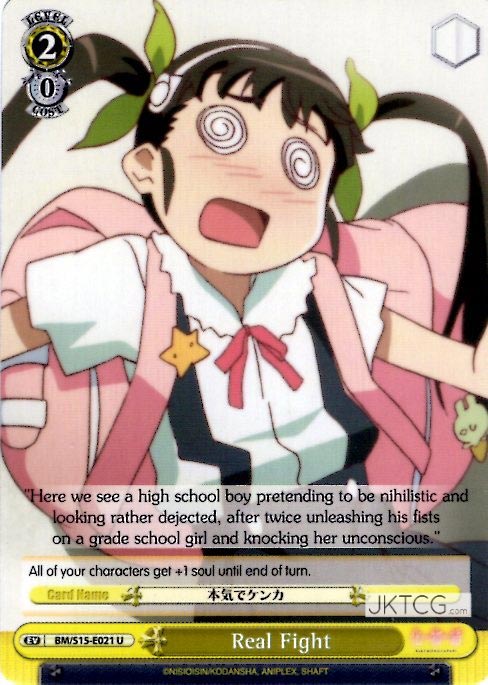 LEVEL
2
0
COST
"Here we see a high school boy pretending to be nihilistic and
looking rather dejected, after twice unleashing his fists
on a grade school girl and knocking her unconscious."
All of your characters get +1 soul until end of turn.
Card Name
本気でケンカ
JKTCG.com
EV
BM/S15-E021 U
Real Fight
©NISIOISIN/KODANSHA, ANIPLEX, SHAFT